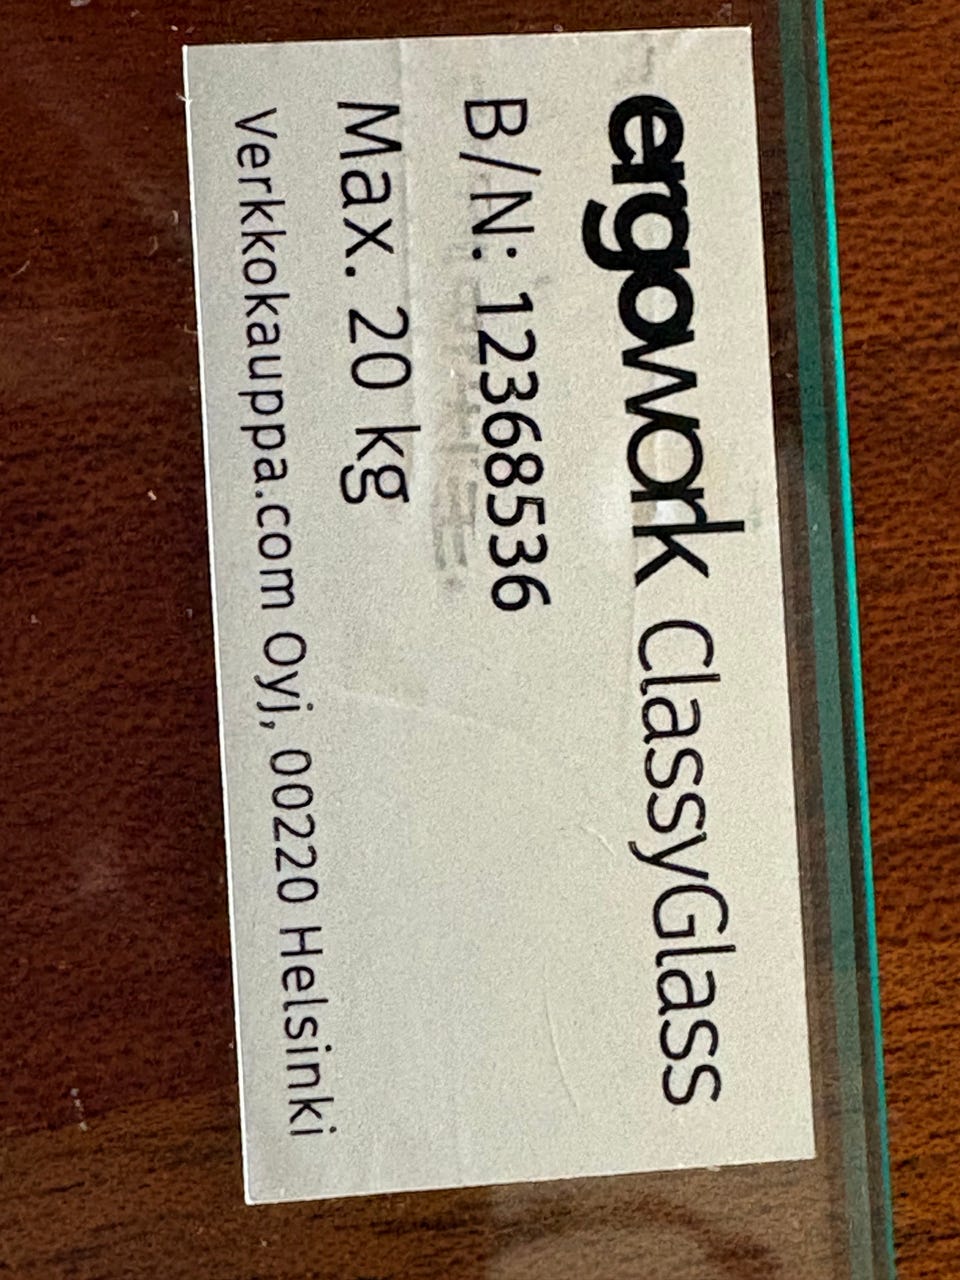 ergowork ClassyGlass
B/N: 12368536
Max. 20 kg
Verkkokauppa.com Oyj, 00220 Helsinki